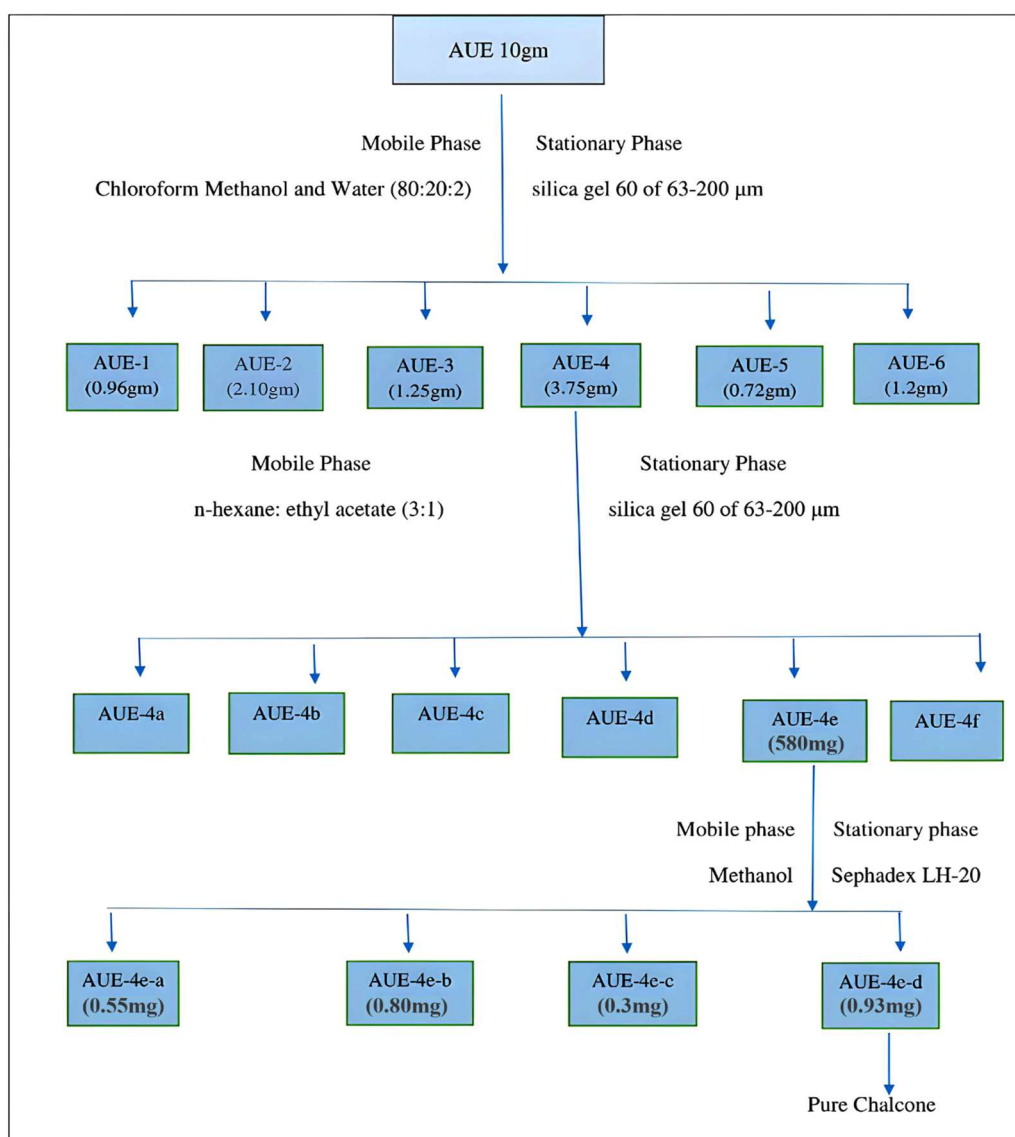 AUE 10gm
Mobile Phase
Stationary Phase
Chloroform Methanol and Water (80:20:2)
silica gel 60 of 63-200 μm
AUE-1
(0.96gm)
AUE-2
(2.10gm)
AUE-3
(1.25gm)
AUE-4
(3.75gm)
AUE-5
(0.72gm)
AUE-6
(1.2gm)
Mobile Phase
Stationary Phase
n-hexane: ethyl acetate (3:1)
silica gel 60 of 63-200 μm
AUE-4a
AUE-4b
AUE-4c
AUE-4d
AUE-4e
(580mg)
AUE-4f
Mobile phase
Stationary phase
Methanol
Sephadex LH-20
AUE-4e-a
(0.55mg)
AUE-4e-b
(0.80mg)
AUE-4e-c
(0.3mg)
AUE-4e-d
(0.93mg)
Pure Chalcone